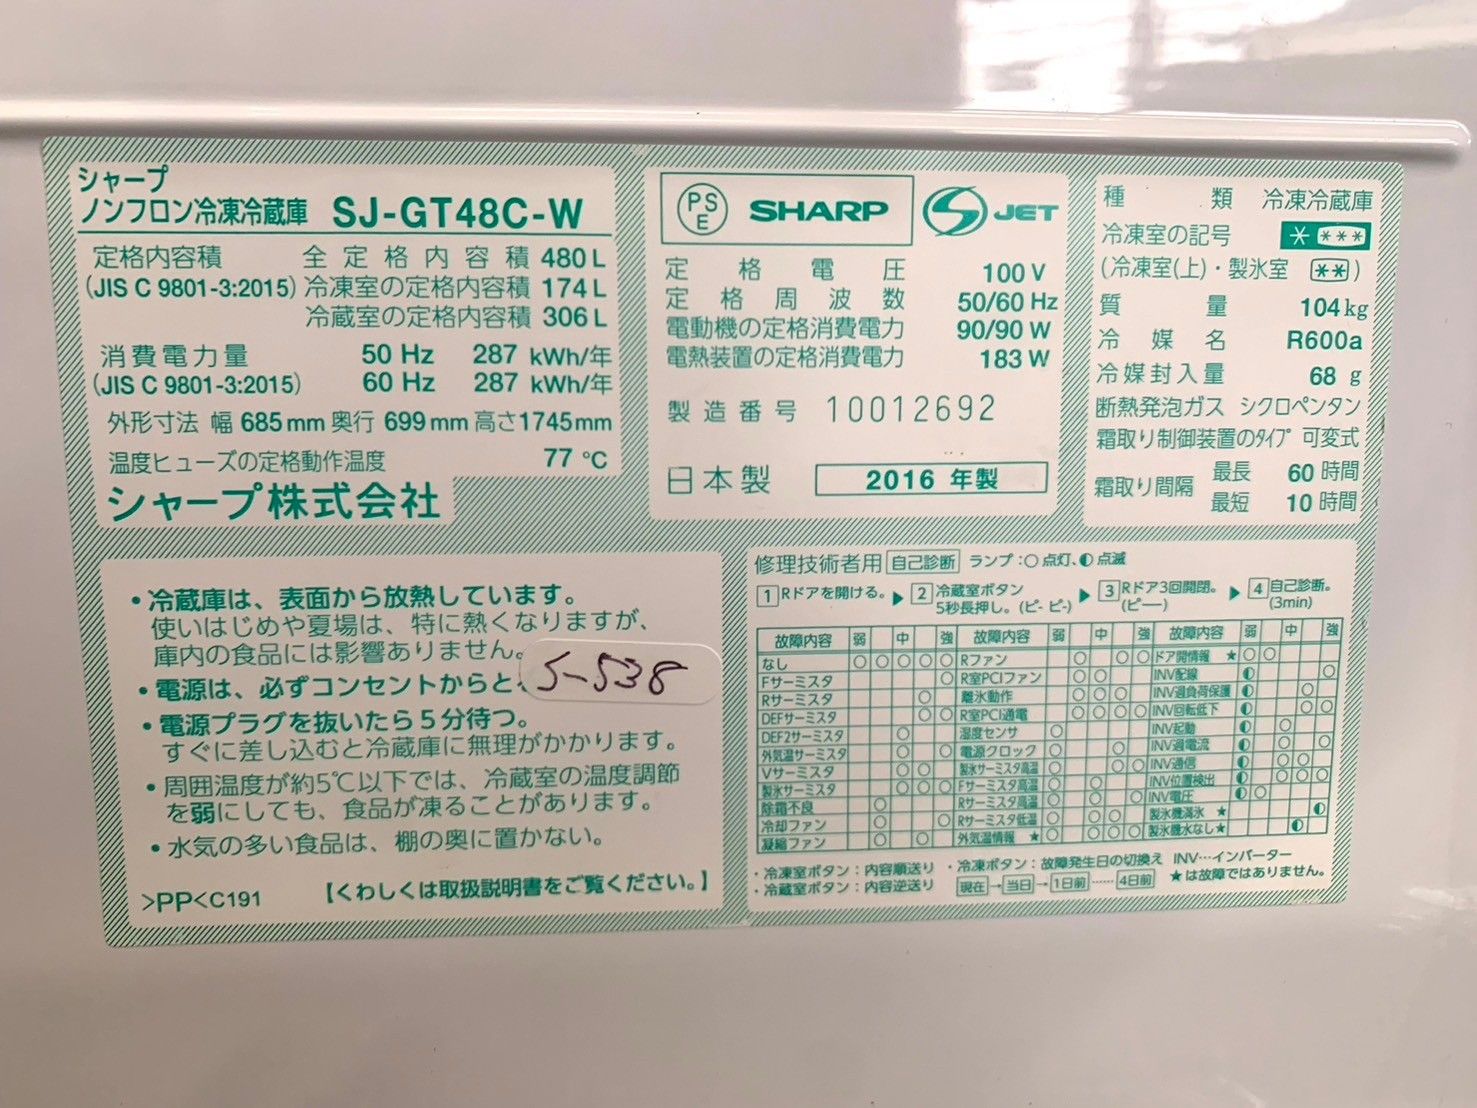 シャープ
ノンフロン冷凍冷蔵庫 SJ-GT48C-W
定格内容積 全定格内容積 480 L
(JIS C 9801-3:2015) 冷凍室の定格内容積 174 L
冷蔵室の定格内容積 306 L
消費電力量 50 Hz 287 kWh/年
(JIS C 9801-3:2015) 60 Hz 287 kWh/年
外形寸法 幅 685 mm 奥行 699 mm 高さ 1745 mm
温度ヒューズの定格動作温度 77 ℃
シャープ株式会社
PS E SHARP S JET
定格電圧 100 V
定格周波数 50/60 Hz
電動機の定格消費電力 90/90 W
電熱装置の定格消費電力 183 W
製造番号 10012692
日本製 2016 年製
種類 冷凍冷蔵庫
冷凍室の記号 * ***
(冷凍室(上)・製氷室 **)
質量 104 kg
冷媒名 R600a
冷媒封入量 68 g
断熱発泡ガス シクロペンタン
霜取り制御装置のタイプ 可変式
霜取り間隔 最長 60 時間
最短 10 時間
・冷蔵庫は、表面から放熱しています。
使いはじめや夏場は、特に熱くなりますが、
庫内の食品には影響ありません。
・電源は、必ずコンセントからと
S-538
・電源プラグを抜いたら5分待つ。
すぐに差し込むと冷蔵庫に無理がかかります。
・周囲温度が約5℃以下では、冷蔵室の温度調節
を弱にしても、食品が凍ることがあります。
・水気の多い食品は、棚の奥に置かない。
>PP<C191 【くわしくは取扱説明書をご覧ください。】
修理技術者用 自己診断 ランプ:○点灯、◐点滅
1 Rドアを開ける。▶ 2 冷蔵室ボタン 5秒長押し。(ピ-ピ-) ▶ 3 Rドア3回開閉。(ピ―) ▶ 4 自己診断。(3min)
故障内容 弱 中 強 故障内容 弱 中 強 故障内容 弱 中 強
なし ○ ○ ○ ○ ○ Rファン ドア開情報 ★
Fサーミスタ R室PCIファン INV配線
Rサーミスタ 離氷動作 INV過負荷保護
DEFサーミスタ R室PCI通電 INV回転低下
DEF2サーミスタ 湿度センサ INV起動
外気温サーミスタ 電源クロック INV過電流
Vサーミスタ 製氷サーミスタ高温 INV通信
製氷サーミスタ Fサーミスタ高温 INV位置検出
除霜不良 Rサーミスタ高温 INV電圧
冷却ファン Rサーミスタ低温 製氷機満氷 ★
凝縮ファン 外気温情報 ★ 製氷機水なし★
・冷凍室ボタン：内容順送り ・冷凍ボタン：故障発生日の切換え INV…インバーター
・冷蔵室ボタン：内容逆送り 現在→当日→1日前……4日前 ★は故障ではありません。